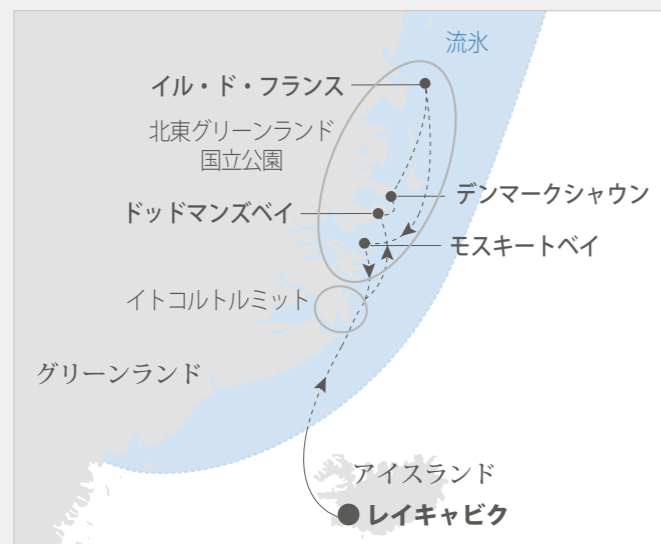 流氷
イル・ド・フランス
北東グリーンランド
国立公園
デンマークシャウン
ドッドマンズベイ
モスキートベイ
イトコルトルミット
グリーンランド
アイスランド
レイキャビク